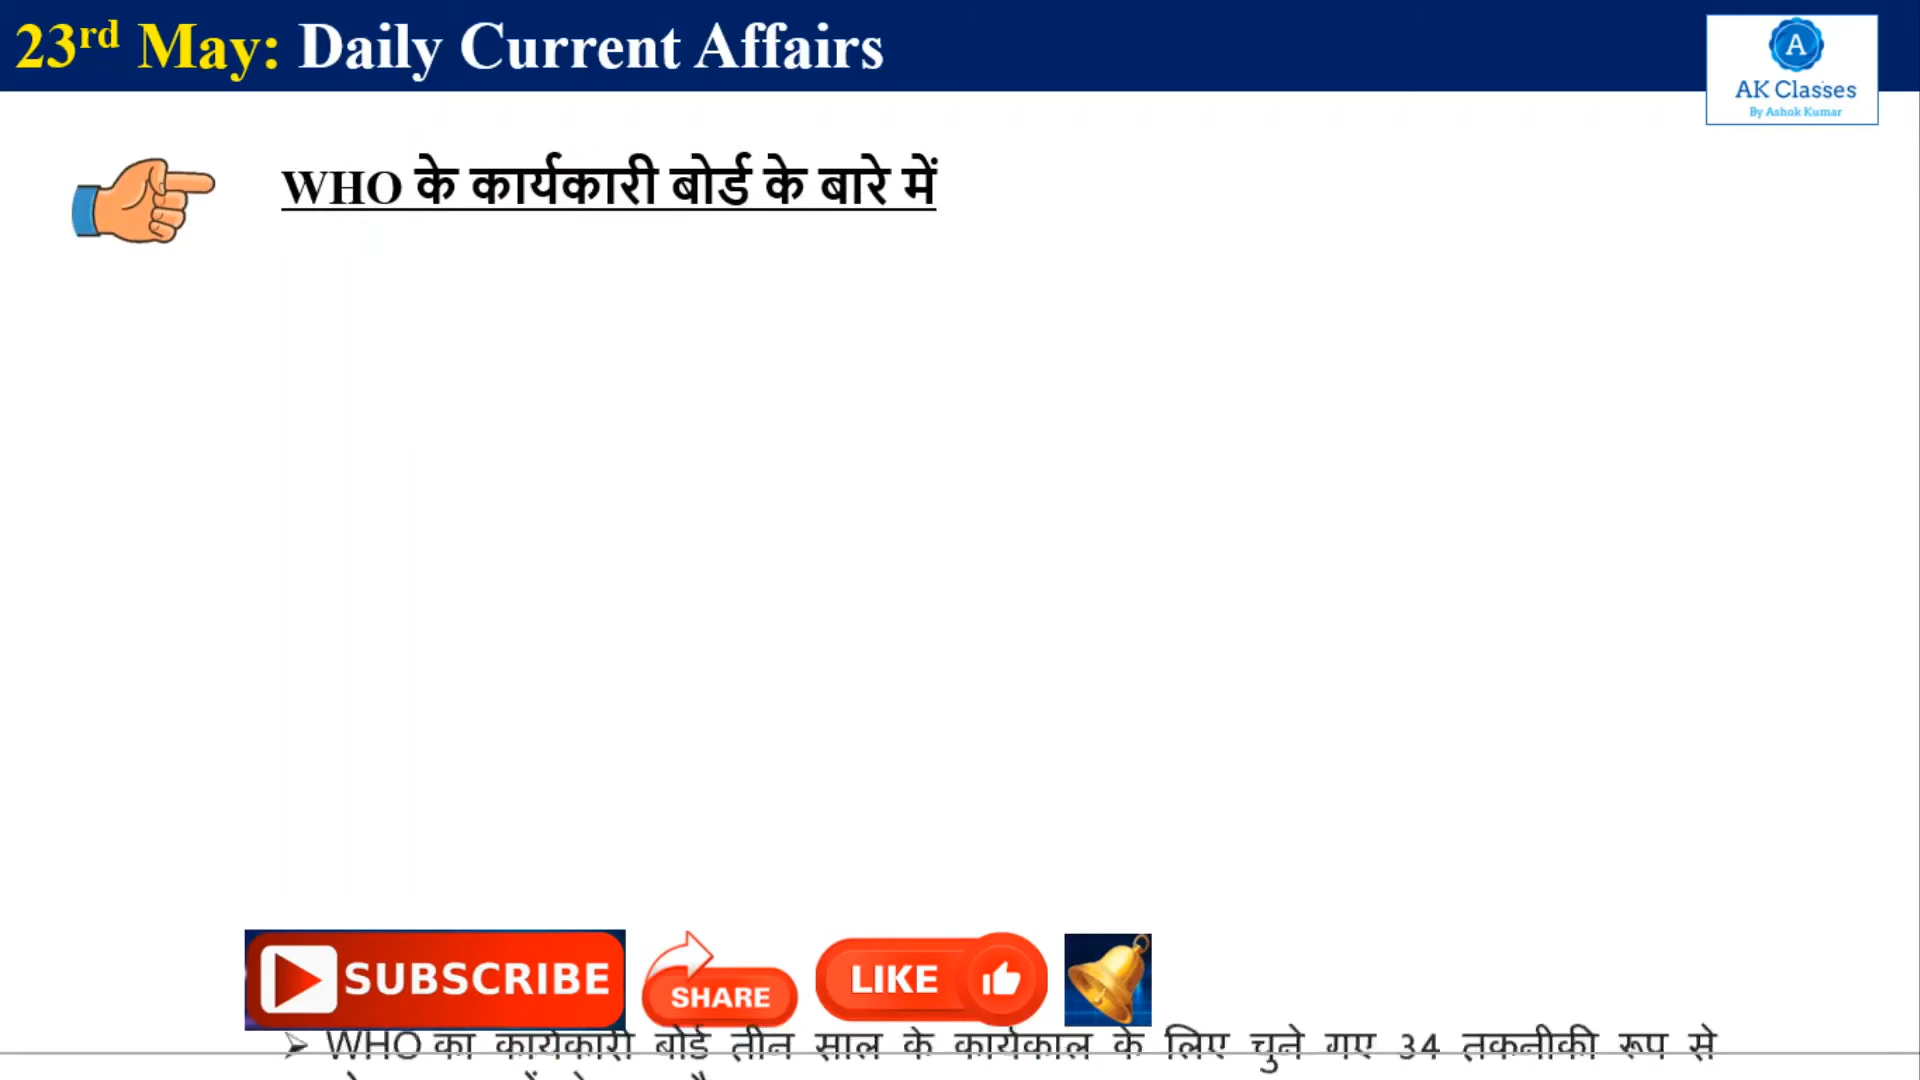 23rd May: Daily Current Affairs
A
AK Classes
By Ashok Kumar
WHO के कार्यकारी बोर्ड के बारे में
SUBSCRIBE
SHARE
LIKE
➢ WHO का कार्यकारी बोर्ड तीन साल के कार्यकाल के लिए चुने गए 34 तकनीकी रूप से